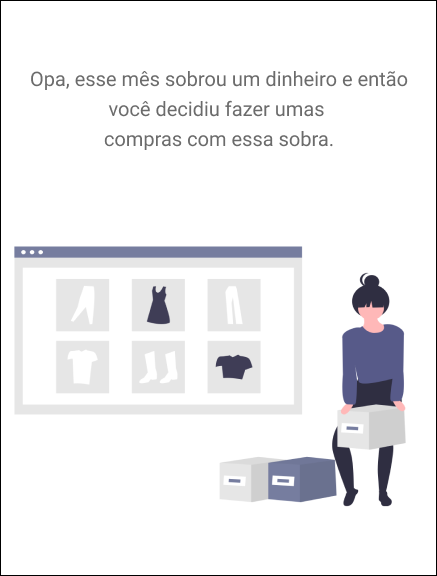 Opa, esse mês sobrou um dinheiro e então
você decidiu fazer umas
compras com essa sobra.